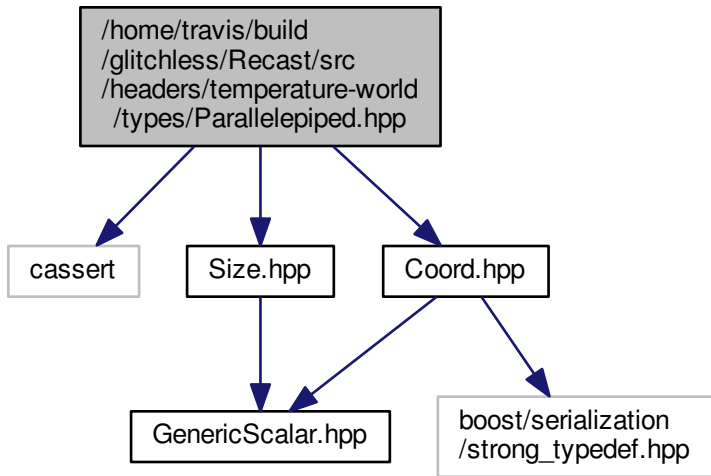 /home/travis/build
/glitchless/Recast/src
/headers/temperature-world
/types/Parallelepiped.hpp
cassert
Size.hpp
Coord.hpp
GenericScalar.hpp
boost/serialization
/strong_typedef.hpp